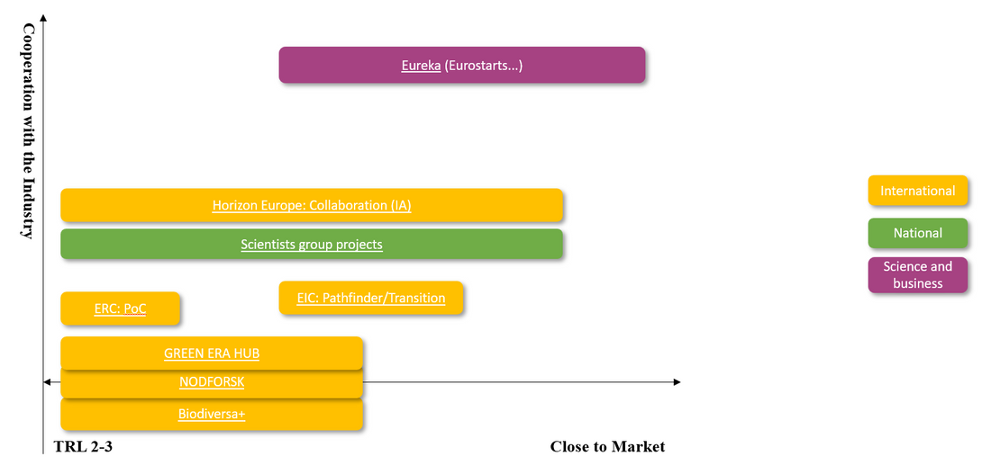 Cooperation with the Industry
Eureka (Eurostarts...)
Horizon Europe: Collaboration (IA)
Scientists group projects
EIC: Pathfinder/Transition
ERC: PoC
GREEN ERA HUB
NODFORSK
Biodiversa+
TRL 2-3
Close to Market
International
National
Science and
business